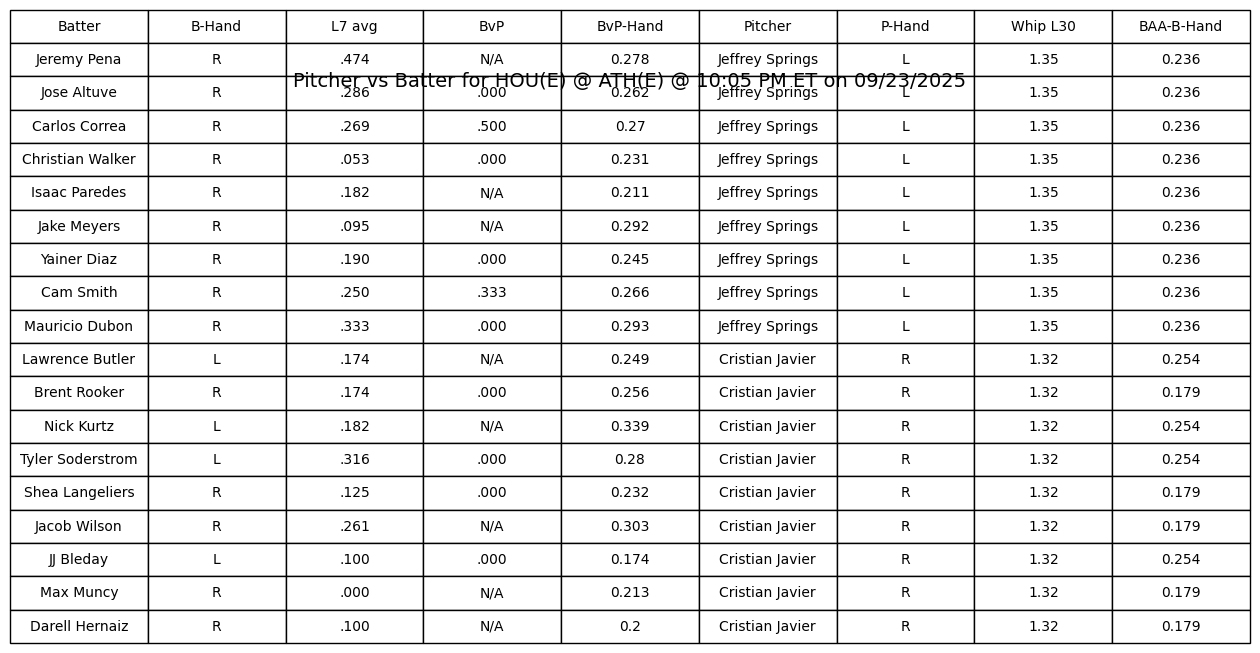 Batter B-Hand L7 avg BvP BvP-Hand Pitcher P-Hand Whip L30 BAA-B-Hand
Jeremy Pena R .474 N/A 0.278 Jeffrey Springs L 1.35 0.236
Pitcher vs Batter for HOU(E) @ ATH(E) @ 10:05 PM ET on 09/23/2025
Jose Altuve R .286 .000 0.262 Jeffrey Springs L 1.35 0.236
Carlos Correa R .269 .500 0.27 Jeffrey Springs L 1.35 0.236
Christian Walker R .053 .000 0.231 Jeffrey Springs L 1.35 0.236
Isaac Paredes R .182 N/A 0.211 Jeffrey Springs L 1.35 0.236
Jake Meyers R .095 N/A 0.292 Jeffrey Springs L 1.35 0.236
Yainer Diaz R .190 .000 0.245 Jeffrey Springs L 1.35 0.236
Cam Smith R .250 .333 0.266 Jeffrey Springs L 1.35 0.236
Mauricio Dubon R .333 .000 0.293 Jeffrey Springs L 1.35 0.236
Lawrence Butler L .174 N/A 0.249 Cristian Javier R 1.32 0.254
Brent Rooker R .174 .000 0.256 Cristian Javier R 1.32 0.179
Nick Kurtz L .182 N/A 0.339 Cristian Javier R 1.32 0.254
Tyler Soderstrom L .316 .000 0.28 Cristian Javier R 1.32 0.254
Shea Langeliers R .125 .000 0.232 Cristian Javier R 1.32 0.179
Jacob Wilson R .261 N/A 0.303 Cristian Javier R 1.32 0.179
JJ Bleday L .100 .000 0.174 Cristian Javier R 1.32 0.254
Max Muncy R .000 N/A 0.213 Cristian Javier R 1.32 0.179
Darell Hernaiz R .100 N/A 0.2 Cristian Javier R 1.32 0.179